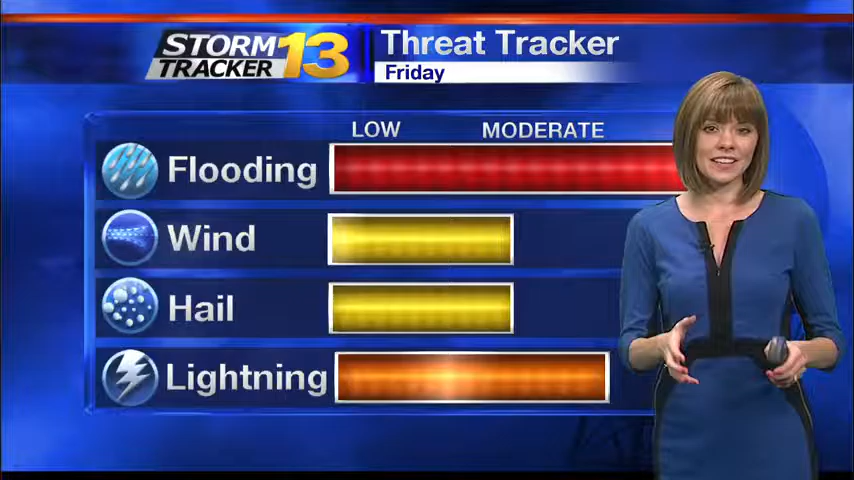 STORM 13
TRACKER
Threat Tracker
Friday
LOW MODERATE
Flooding
Wind
Hail
Lightning